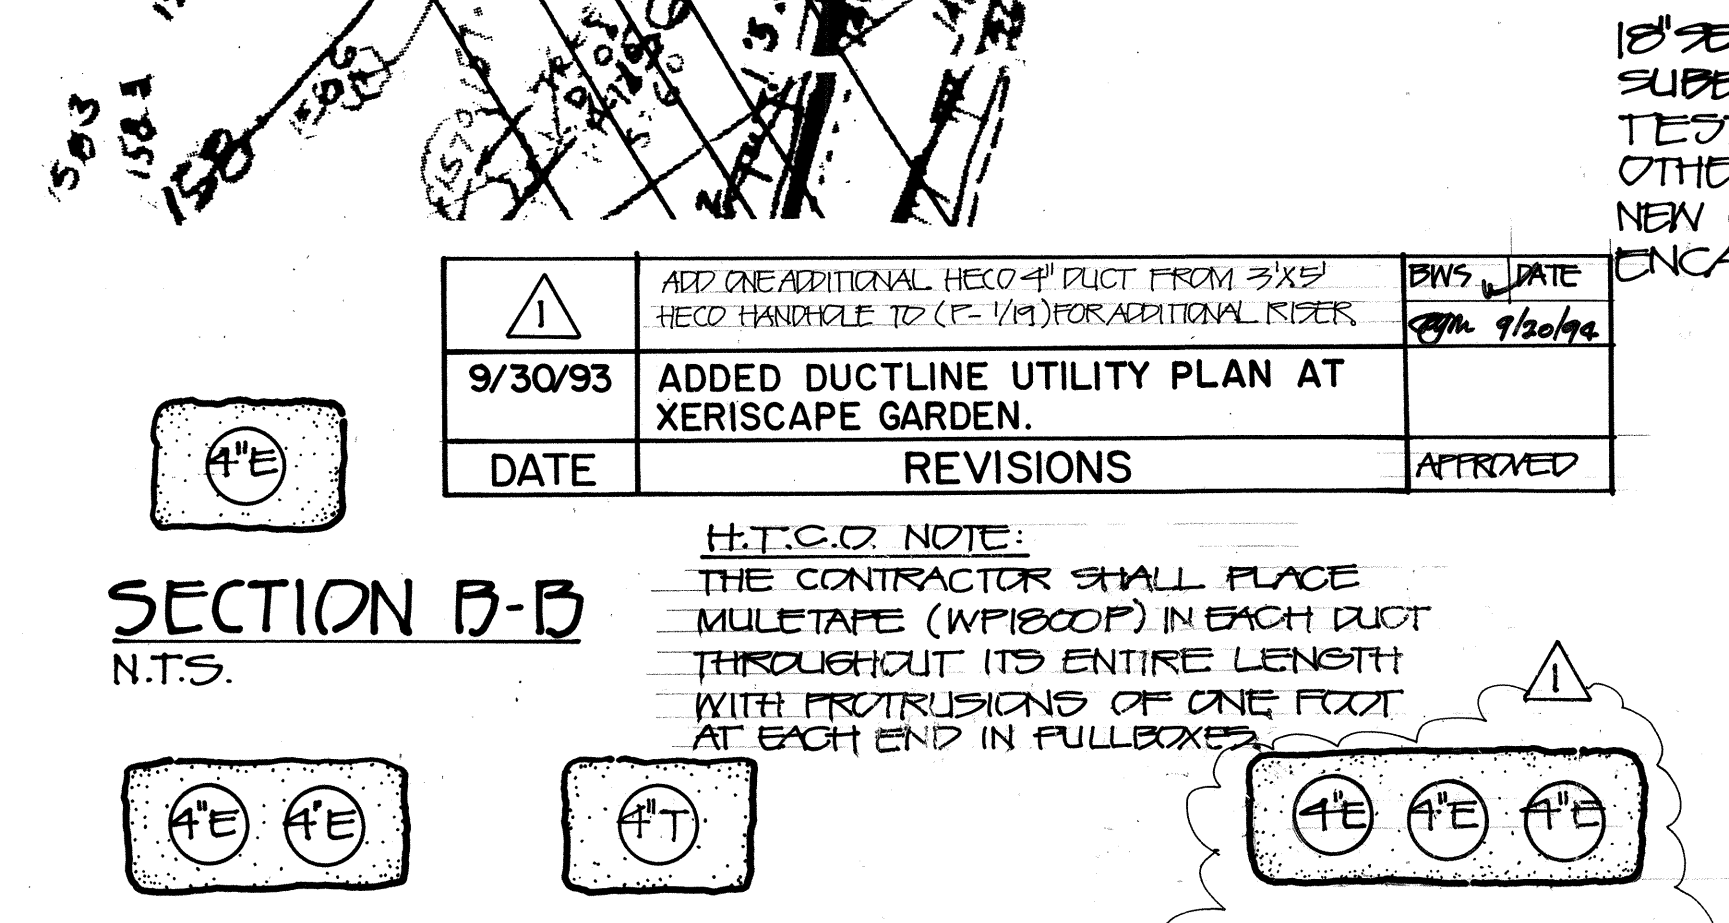 503
158.1
158
18"SE
SUBE
TES
OTHE
NEW
ENCA
1
ADD ONE ADDITIONAL HECO 4" DUCT FROM 3'X5'
HECO HANDHOLE TO (P- 1/19) FOR ADDITIONAL RISER.
BWS DATE
9/20/94
9/30/93
ADDED DUCTLINE UTILITY PLAN AT
XERISCAPE GARDEN.
DATE REVISIONS APPROVED
4"E
SECTION B-B
N.T.S.
H.T.C.O. NOTE:
THE CONTRACTOR SHALL PLACE
MULETAPE (WP1800P) IN EACH DUCT
THROUGHOUT ITS ENTIRE LENGTH
WITH PROTRUSIONS OF ONE FOOT
AT EACH END IN PULLBOXES.
1
4"E 4"E
4"T
4"E 4"E 4"E